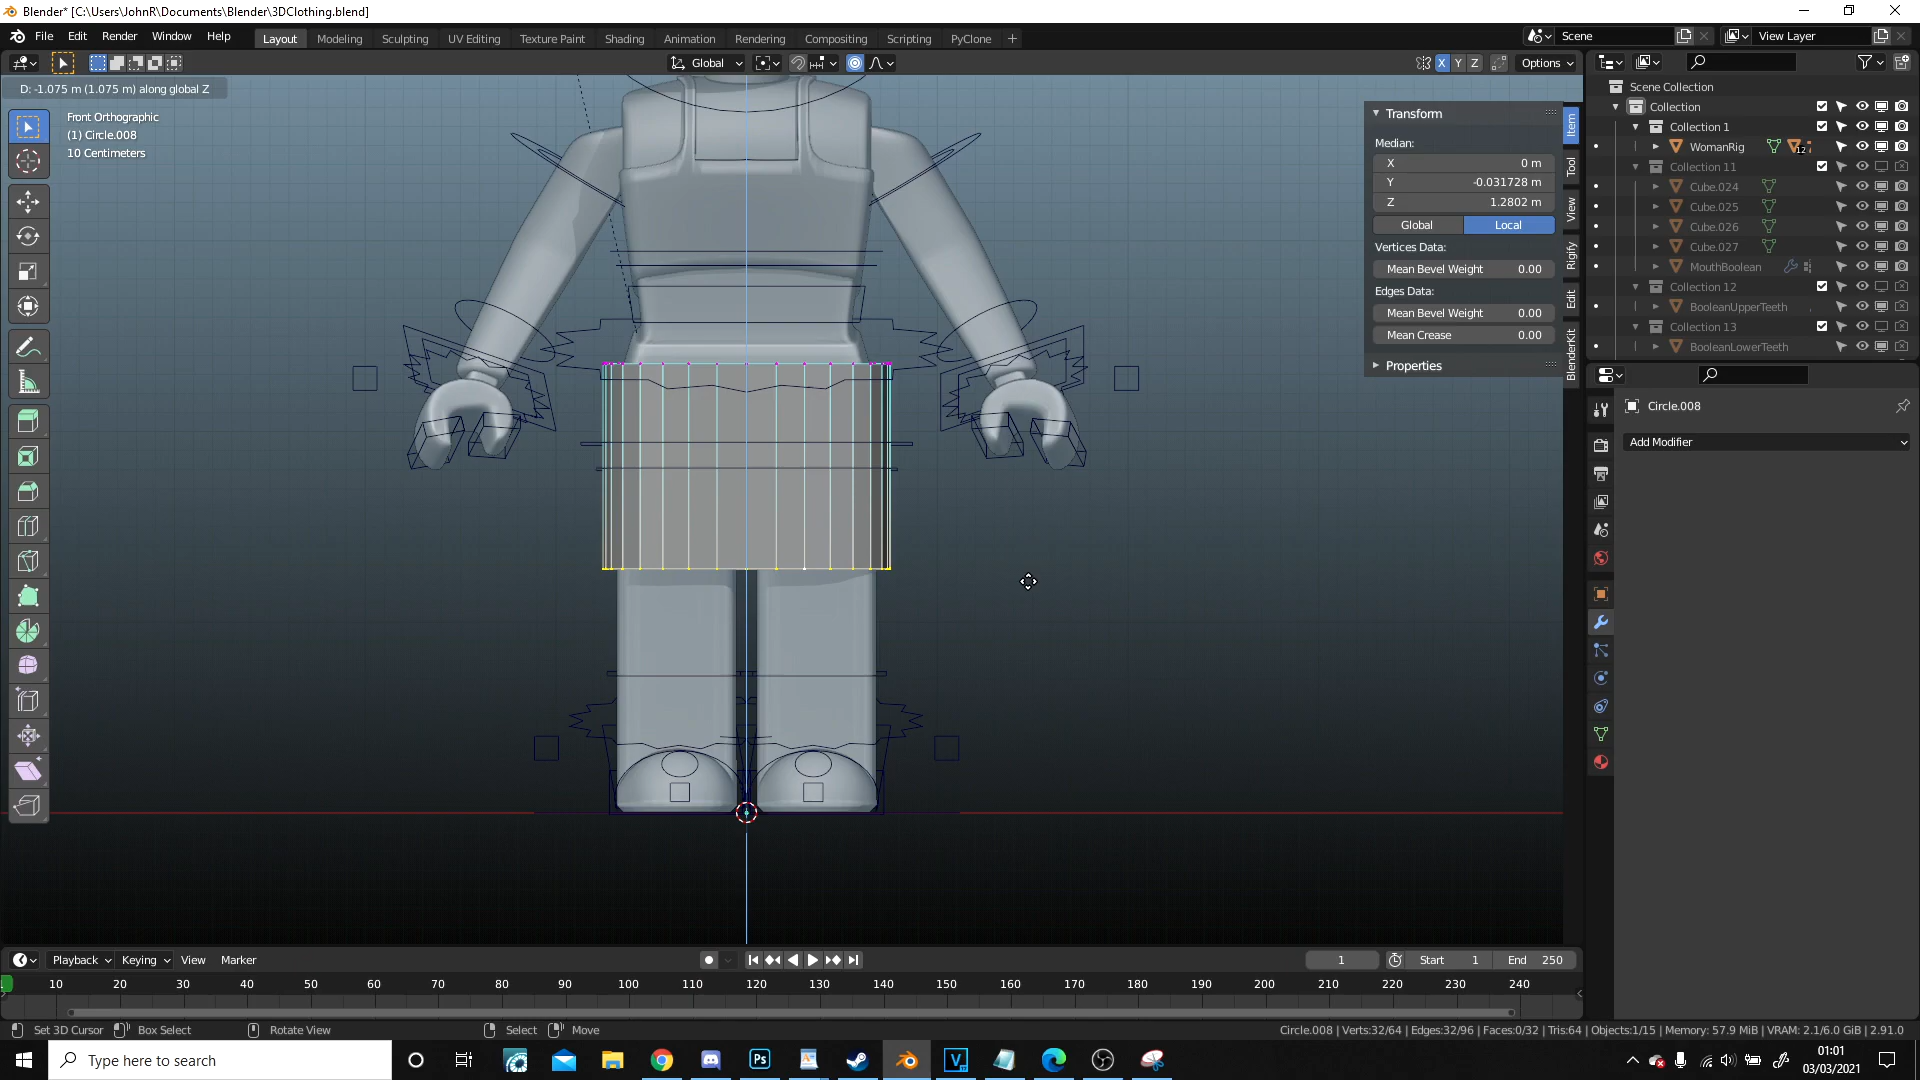 Blender* [C:\Users\JohnR\Documents\Blender\3DClothing.blend]
File Edit Render Window Help Layout Modeling Sculpting UV Editing Texture Paint Shading Animation Rendering Compositing Scripting PyClone Scene View Layer
Global X Y Z Options
D: -1.075 m (1.075 m) along global Z
Front Orthographic
(1) Circle.008
10 Centimeters
Transform
Median:
X 0 m
Y -0.031728 m
Z 1.2802 m
Global Local
Vertices Data:
Mean Bevel Weight 0.00
Edges Data:
Mean Bevel Weight 0.00
Mean Crease 0.00
Properties
Item
Tool
View
Rigify
Edit
BlenderKit
Scene Collection
Collection
Collection 1
WomanRig 12
Collection 11
Cube.024
Cube.025
Cube.026
Cube.027
MouthBoolean
Collection 12
BooleanUpperTeeth
Collection 13
BooleanLowerTeeth
Circle.008
Add Modifier
Playback Keying View Marker 1 Start 1 End 250
10 20 30 40 50 60 70 80 90 100 110 120 130 140 150 160 170 180 190 200 210 220 230 240
Set 3D Cursor Box Select Rotate View Select Move Circle.008 | Verts:32/64 | Edges:32/96 | Faces:0/32 | Tris:64 | Objects:1/15 | Memory: 57.9 MiB | VRAM: 2.1/6.0 GiB | 2.91.0
Type here to search
01:01
03/03/2021